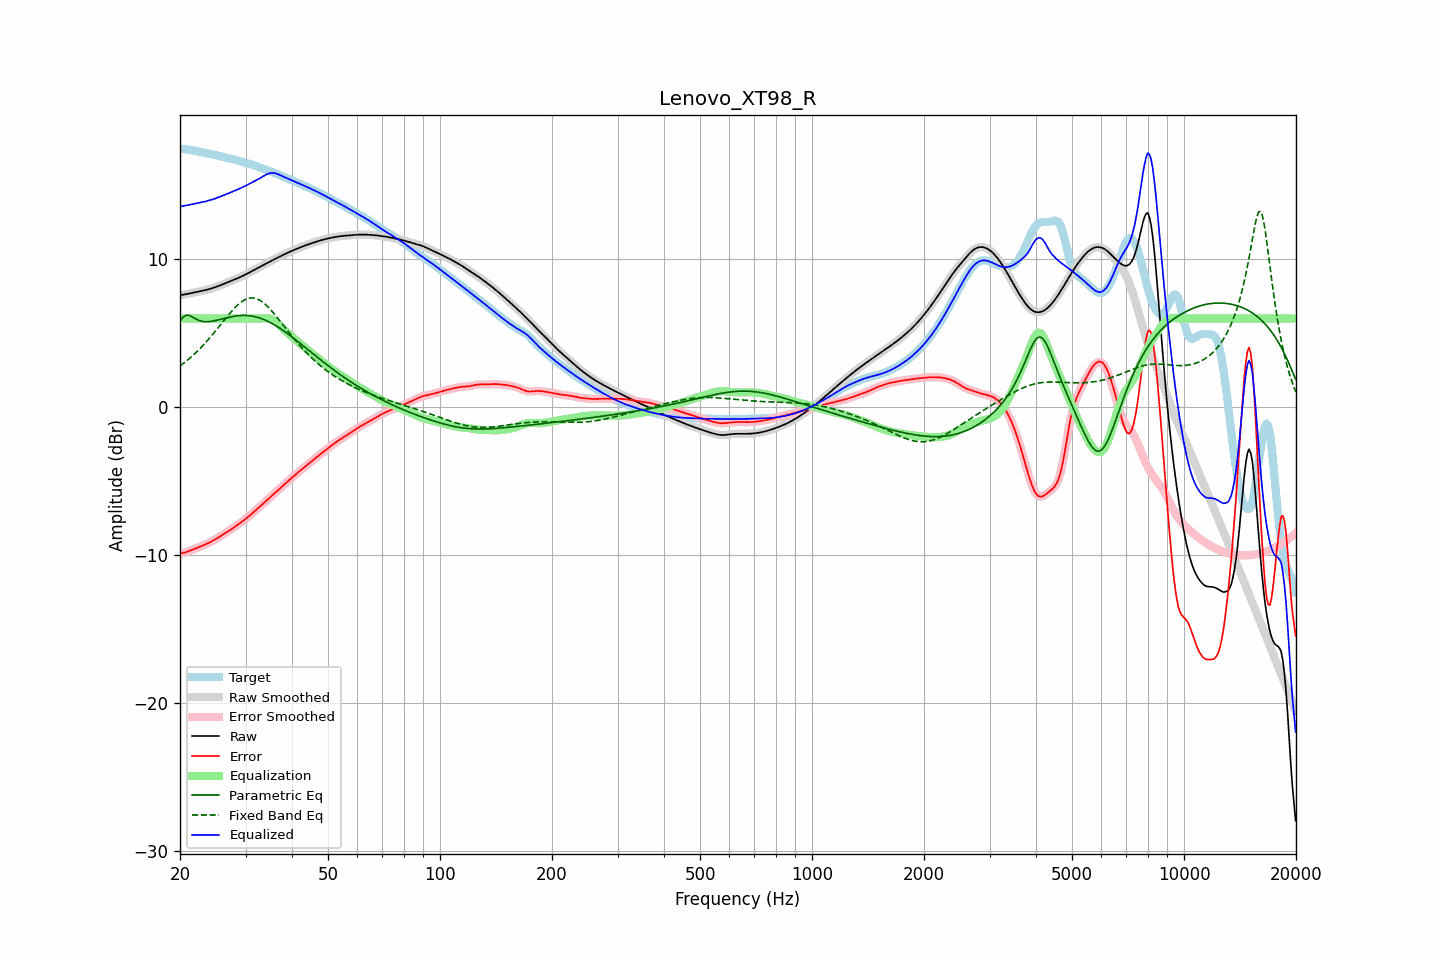 Lenovo_XT98_R
Amplitude (dBr)
10
0
−10
−20
−30
Target
Raw Smoothed
Error Smoothed
Raw
Error
Equalization
Parametric Eq
Fixed Band Eq
Equalized
20 50 100 200 500 1000 2000 5000 10000 20000
Frequency (Hz)